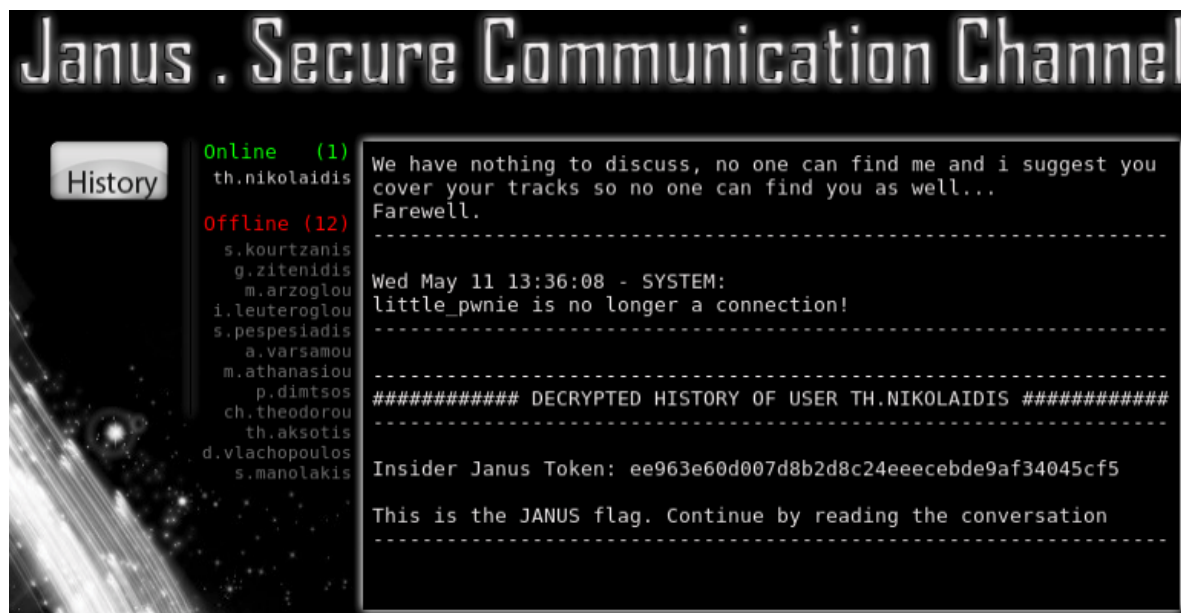 Janus . Secure Communication Channel
History
Online (1)
th.nikolaidis
Offline (12)
s.kourtzanis
g.zitenidis
m.arzoglou
i.leuteroglou
s.pespesiadis
a.varsamou
m.athanasiou
p.dimtsos
ch.theodorou
th.aksotis
d.vlachopoulos
s.manolakis
We have nothing to discuss, no one can find me and i suggest you
cover your tracks so no one can find you as well...
Farewell.
-----------------------------------------------------------------
Wed May 11 13:36:08 - SYSTEM:
little_pwnie is no longer a connection!
-----------------------------------------------------------------
-----------------------------------------------------------------
############ DECRYPTED HISTORY OF USER TH.NIKOLAIDIS ############
-----------------------------------------------------------------
Insider Janus Token: ee963e60d007d8b2d8c24eeecebde9af34045cf5
This is the JANUS flag. Continue by reading the conversation
-----------------------------------------------------------------